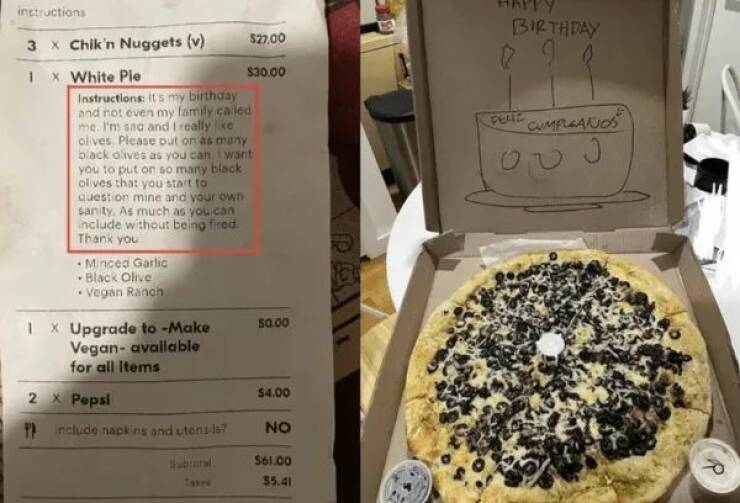 instructions
3 x Chik'n Nuggets (v) $27.00
1 x White Pie $30.00
Instructions: It's my birthday
and not even my family called
me. I'm sad and I really like
olives. Please put on as many
black olives as you can. I want
you to put on so many black
olives that you start to
question mine and your own
sanity. As much as you can
include without being fired.
Thank you
• Minced Garlic
• Black Olive
• Vegan Ranch
1 x Upgrade to -Make $0.00
Vegan- available
for all items
2 x Pepsi $4.00
include napkins and utensils? NO
Subtotal $61.00
Taxes $5.41
HAPPY
BIRTHDAY
FELIZ
CUMPLEAÑOS
R